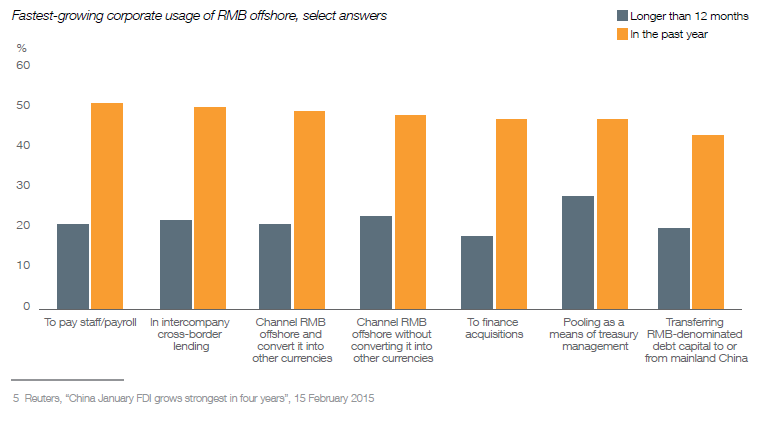 Fastest-growing corporate usage of RMB offshore, select answers
Longer than 12 months
In the past year
%
60
50
40
30
20
10
0
To pay staff/payroll
In intercompany
cross-border
lending
Channel RMB
offshore and
convert it into
other currencies
Channel RMB
offshore without
converting it into
other currencies
To finance
acquisitions
Pooling as a
means of treasury
management
Transferring
RMB-denominated
debt capital to or
from mainland China
5 Reuters, “China January FDI grows strongest in four years”, 15 February 2015